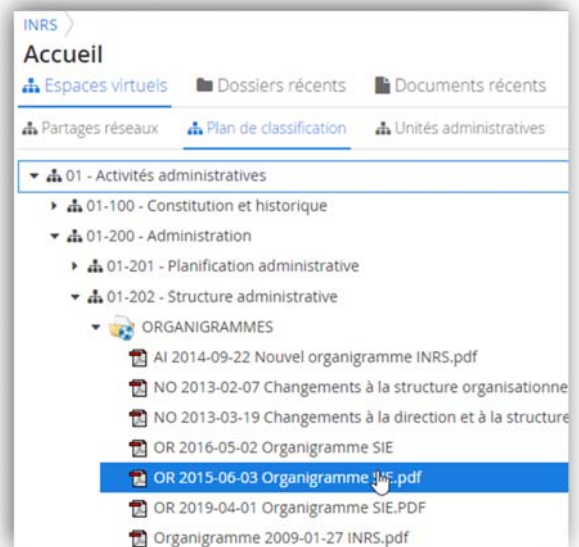 INRS
Accueil
Espaces virtuels Dossiers récents Documents récents
Partages réseaux Plan de classification Unités administratives
01 - Activités administratives
01-100 - Constitution et historique
01-200 - Administration
01-201 - Planification administrative
01-202 - Structure administrative
ORGANIGRAMMES
AI 2014-09-22 Nouvel organigramme INRS.pdf
NO 2013-02-07 Changements à la structure organisationne
NO 2013-03-19 Changements à la direction et à la structure
OR 2016-05-02 Organigramme SIE
OR 2015-06-03 Organigramme SIE.pdf
OR 2019-04-01 Organigramme SIE.PDF
Organigramme 2009-01-27 INRS.pdf